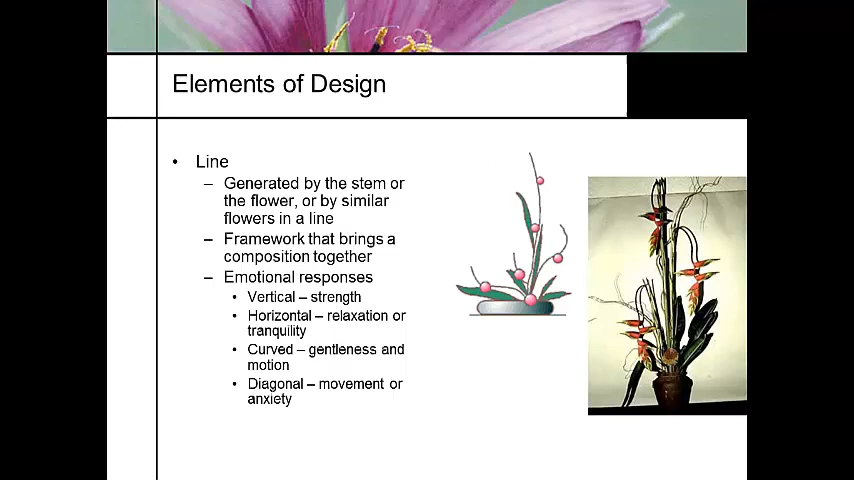 Elements of Design
• Line
– Generated by the stem or
the flower, or by similar
flowers in a line
– Framework that brings a
composition together
– Emotional responses
• Vertical – strength
• Horizontal – relaxation or
tranquility
• Curved – gentleness and
motion
• Diagonal – movement or
anxiety